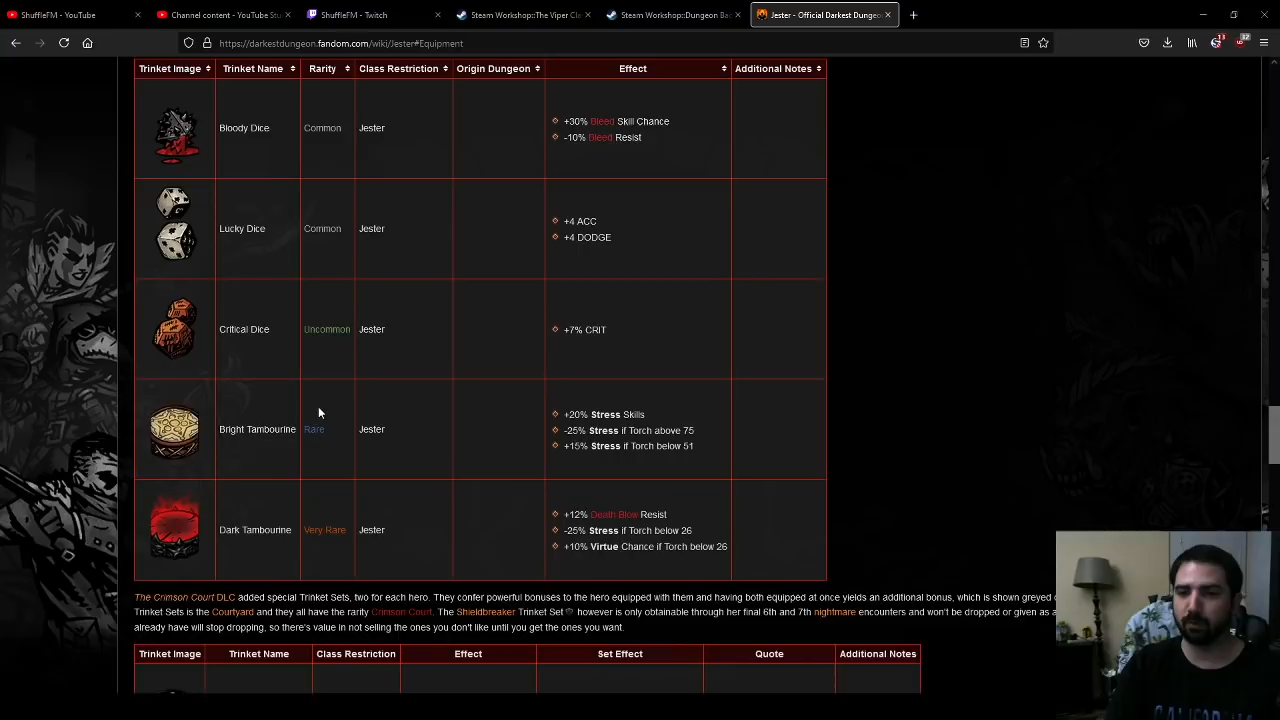 ShuffleFM - YouTube
Channel content - YouTube Stu
ShuffleFM - Twitch
Steam Workshop::The Viper Cla
Steam Workshop::Dungeon Ba
Jester - Official Darkest Dungeon
https://darkestdungeon.fandom.com/wiki/Jester#Equipment
11
32
Trinket Image Trinket Name Rarity Class Restriction Origin Dungeon Effect Additional Notes
Bloody Dice Common Jester
+30% Bleed Skill Chance
-10% Bleed Resist
Lucky Dice Common Jester
+4 ACC
+4 DODGE
Critical Dice Uncommon Jester
+7% CRIT
Bright Tambourine Rare Jester
+20% Stress Skills
-25% Stress if Torch above 75
+15% Stress if Torch below 51
Dark Tambourine Very Rare Jester
+12% Death Blow Resist
-25% Stress if Torch below 26
+10% Virtue Chance if Torch below 26
The Crimson Court DLC added special Trinket Sets, two for each hero. They confer powerful bonuses to the hero equipped with them and having both equipped at once yields an additional bonus, which is shown greyed o
Trinket Sets is the Courtyard and they all have the rarity Crimson Court. The Shieldbreaker Trinket Set however is only obtainable through her final 6th and 7th nightmare encounters and won't be dropped or given as a
already have will stop dropping, so there's value in not selling the ones you don't like until you get the ones you want.
Trinket Image Trinket Name Class Restriction Effect Set Effect Quote Additional Notes